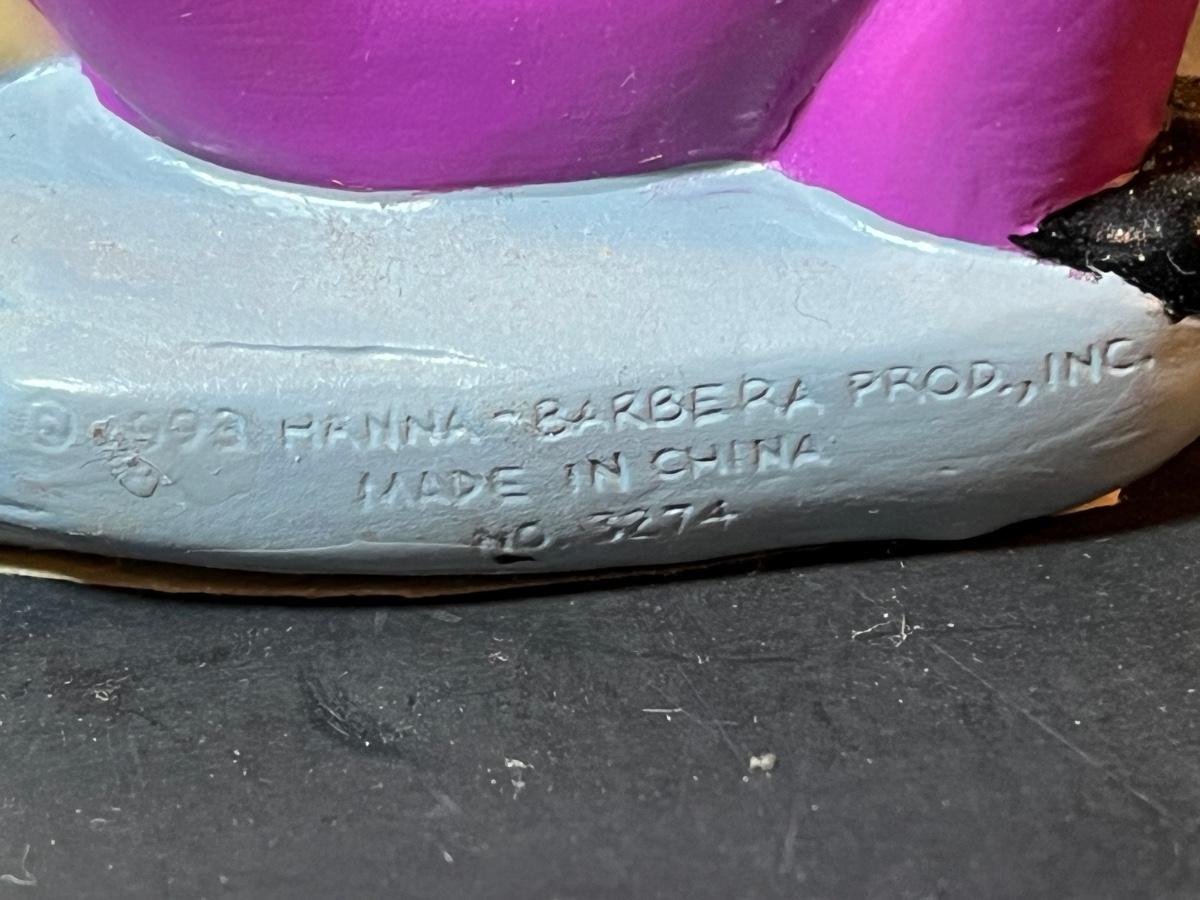 © 1993 HANNA-BARBERA PROD., INC.
MADE IN CHINA
NO 3274